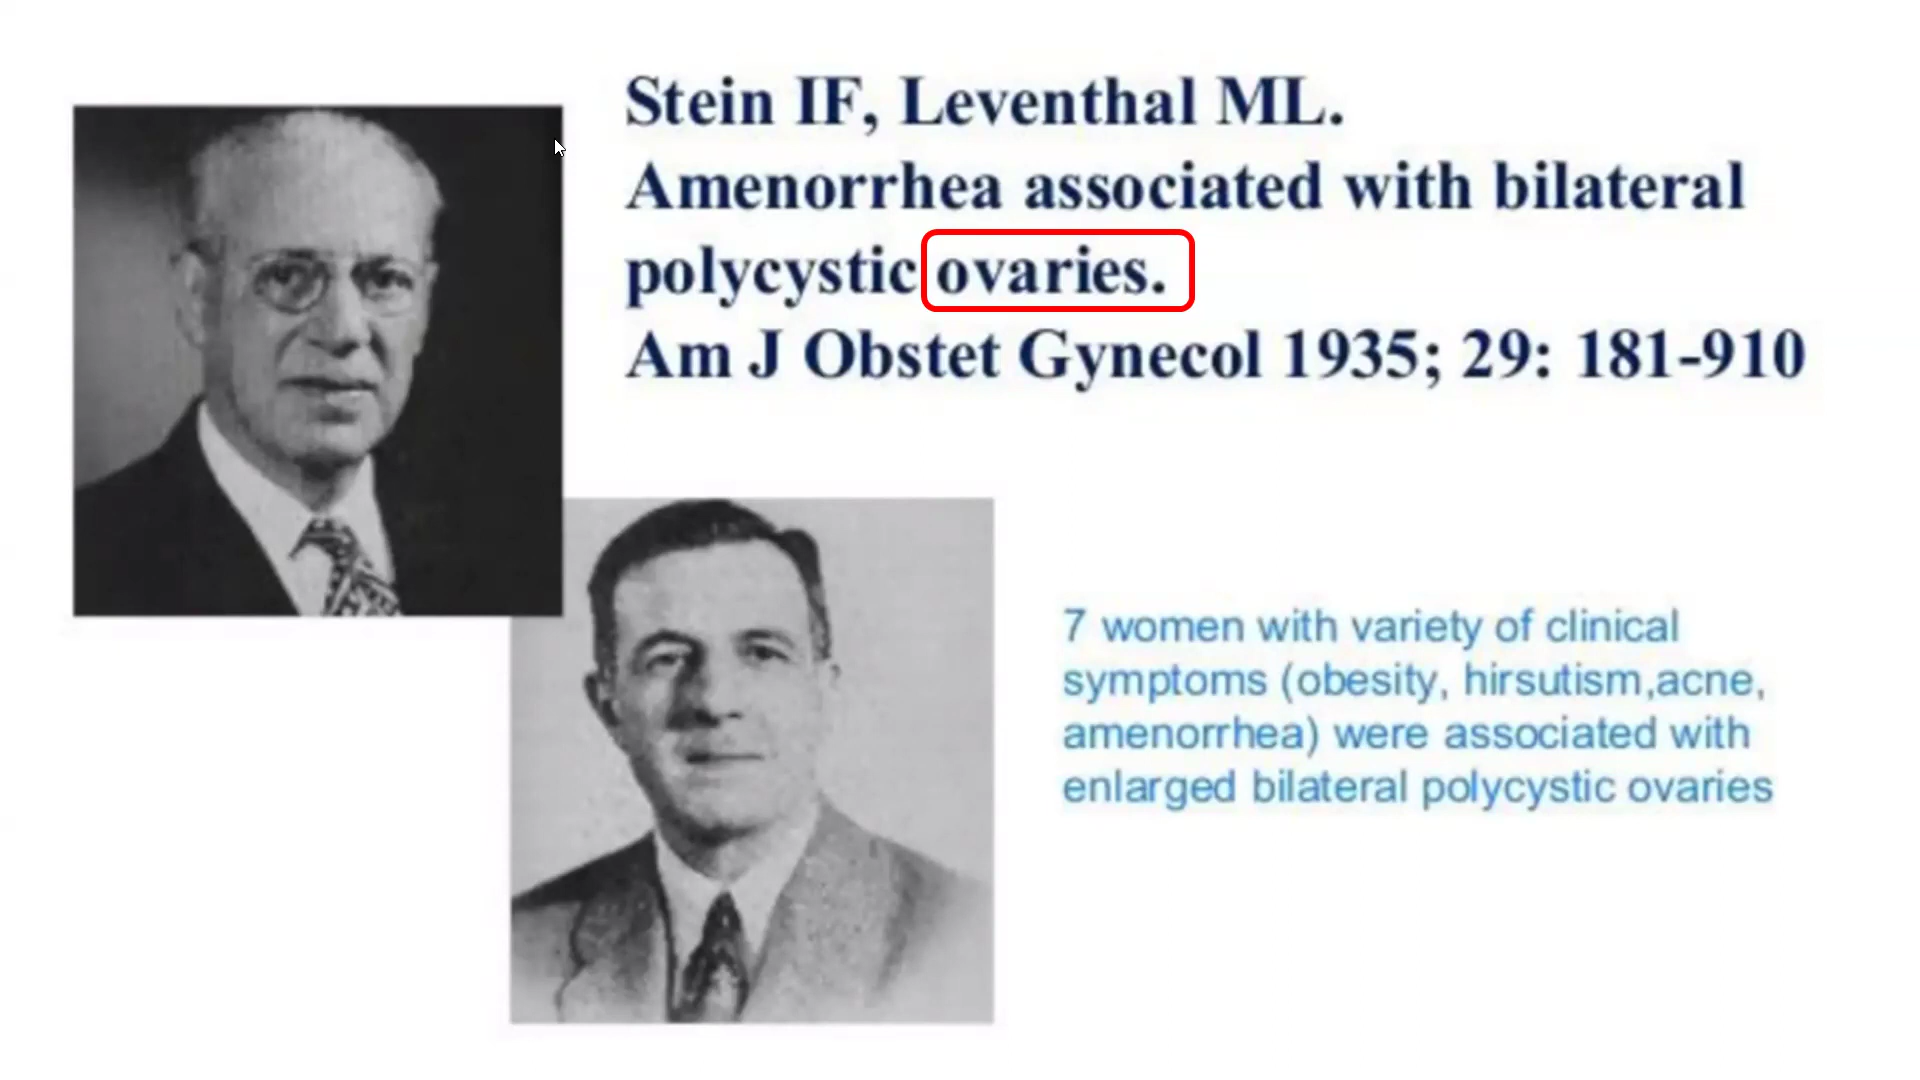 Stein IF, Leventhal ML.
Amenorrhea associated with bilateral
polycystic ovaries.
Am J Obstet Gynecol 1935; 29: 181-910
7 women with variety of clinical
symptoms (obesity, hirsutism,acne,
amenorrhea) were associated with
enlarged bilateral polycystic ovaries